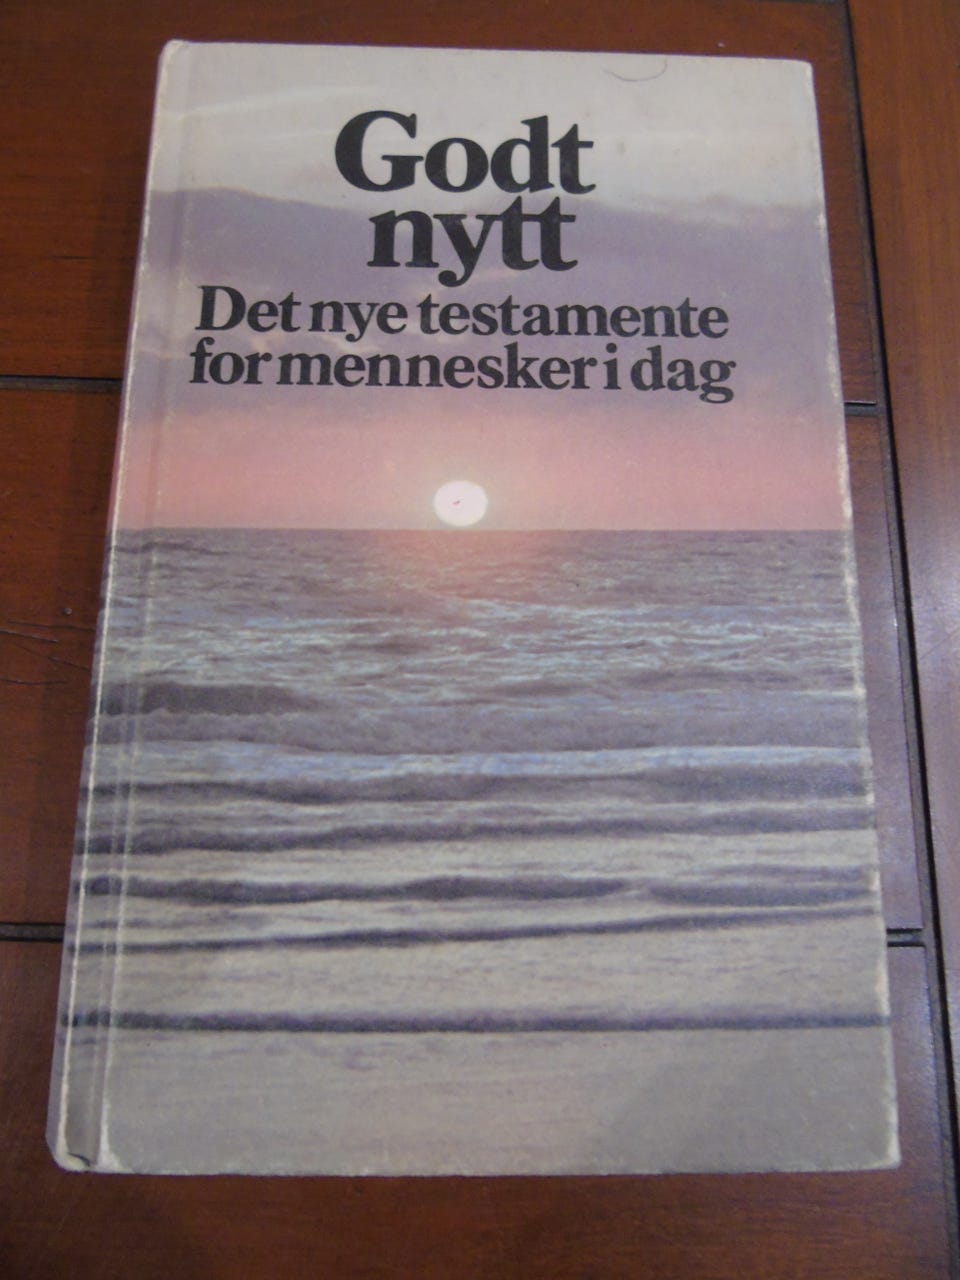 Godt
nytt
Det nye testamente
for mennesker i dag